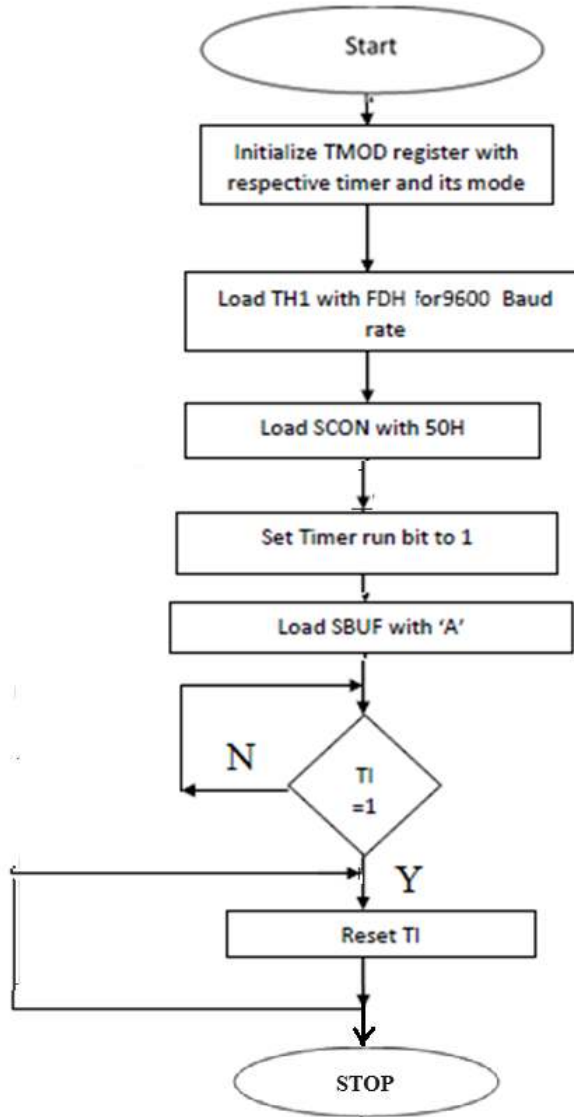 Start
Initialize TMOD register with
respective timer and its mode
Load TH1 with FDH for9600 Baud
rate
Load SCON with 50H
Set Timer run bit to 1
Load SBUF with ‘A’
N
TI
=1
Y
Reset TI
STOP